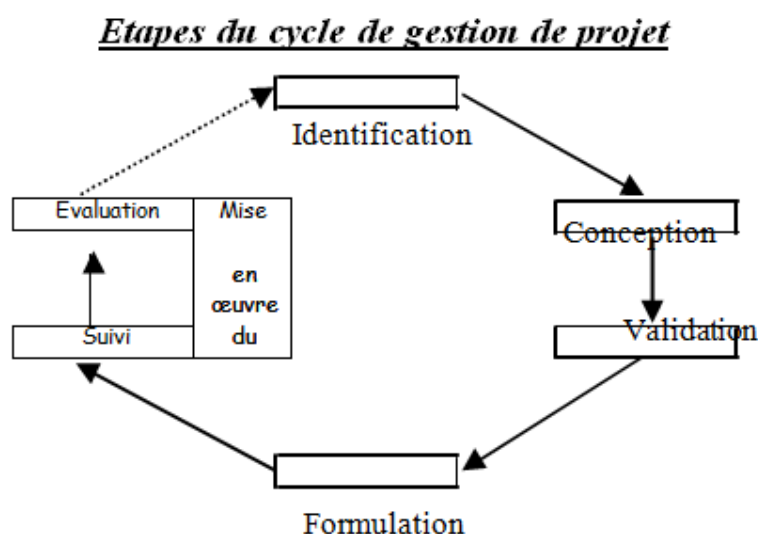 Etapes du cycle de gestion de projet
Identification
Evaluation
Mise
en
œuvre
du
Conception
Suivi
Validation
Formulation